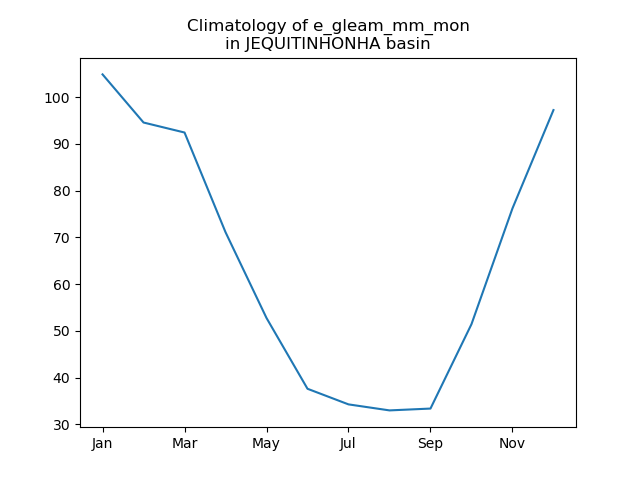 Climatology of e_gleam_mm_mon
in JEQUITINHONHA basin
100
90
80
70
60
50
40
30
Jan
Mar
May
Jul
Sep
Nov